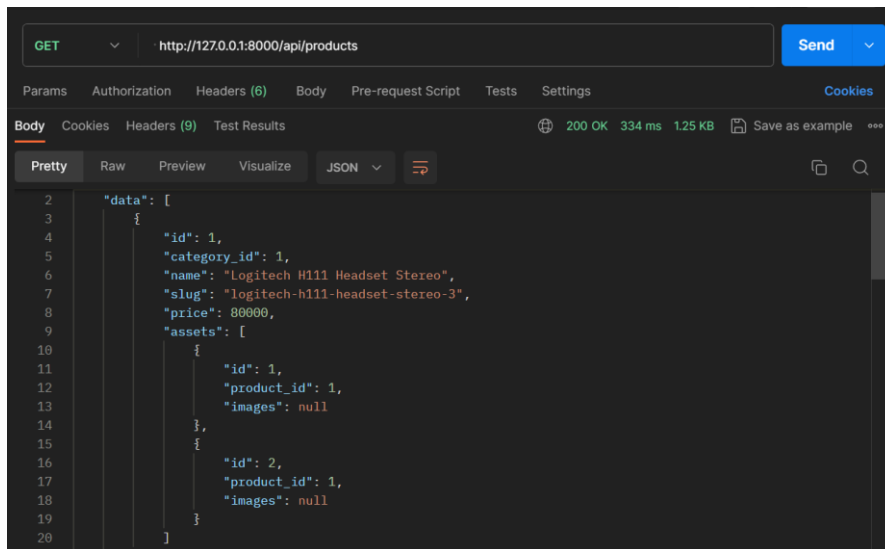 GET http://127.0.0.1:8000/api/products Send
Params Authorization Headers (6) Body Pre-request Script Tests Settings Cookies
Body Cookies Headers (9) Test Results 200 OK 334 ms 1.25 KB Save as example
Pretty Raw Preview Visualize JSON
2 "data": [
3 {
4 "id": 1,
5 "category_id": 1,
6 "name": "Logitech H111 Headset Stereo",
7 "slug": "logitech-h111-headset-stereo-3",
8 "price": 80000,
9 "assets": [
10 {
11 "id": 1,
12 "product_id": 1,
13 "images": null
14 },
15 {
16 "id": 2,
17 "product_id": 1,
18 "images": null
19 }
20 ]